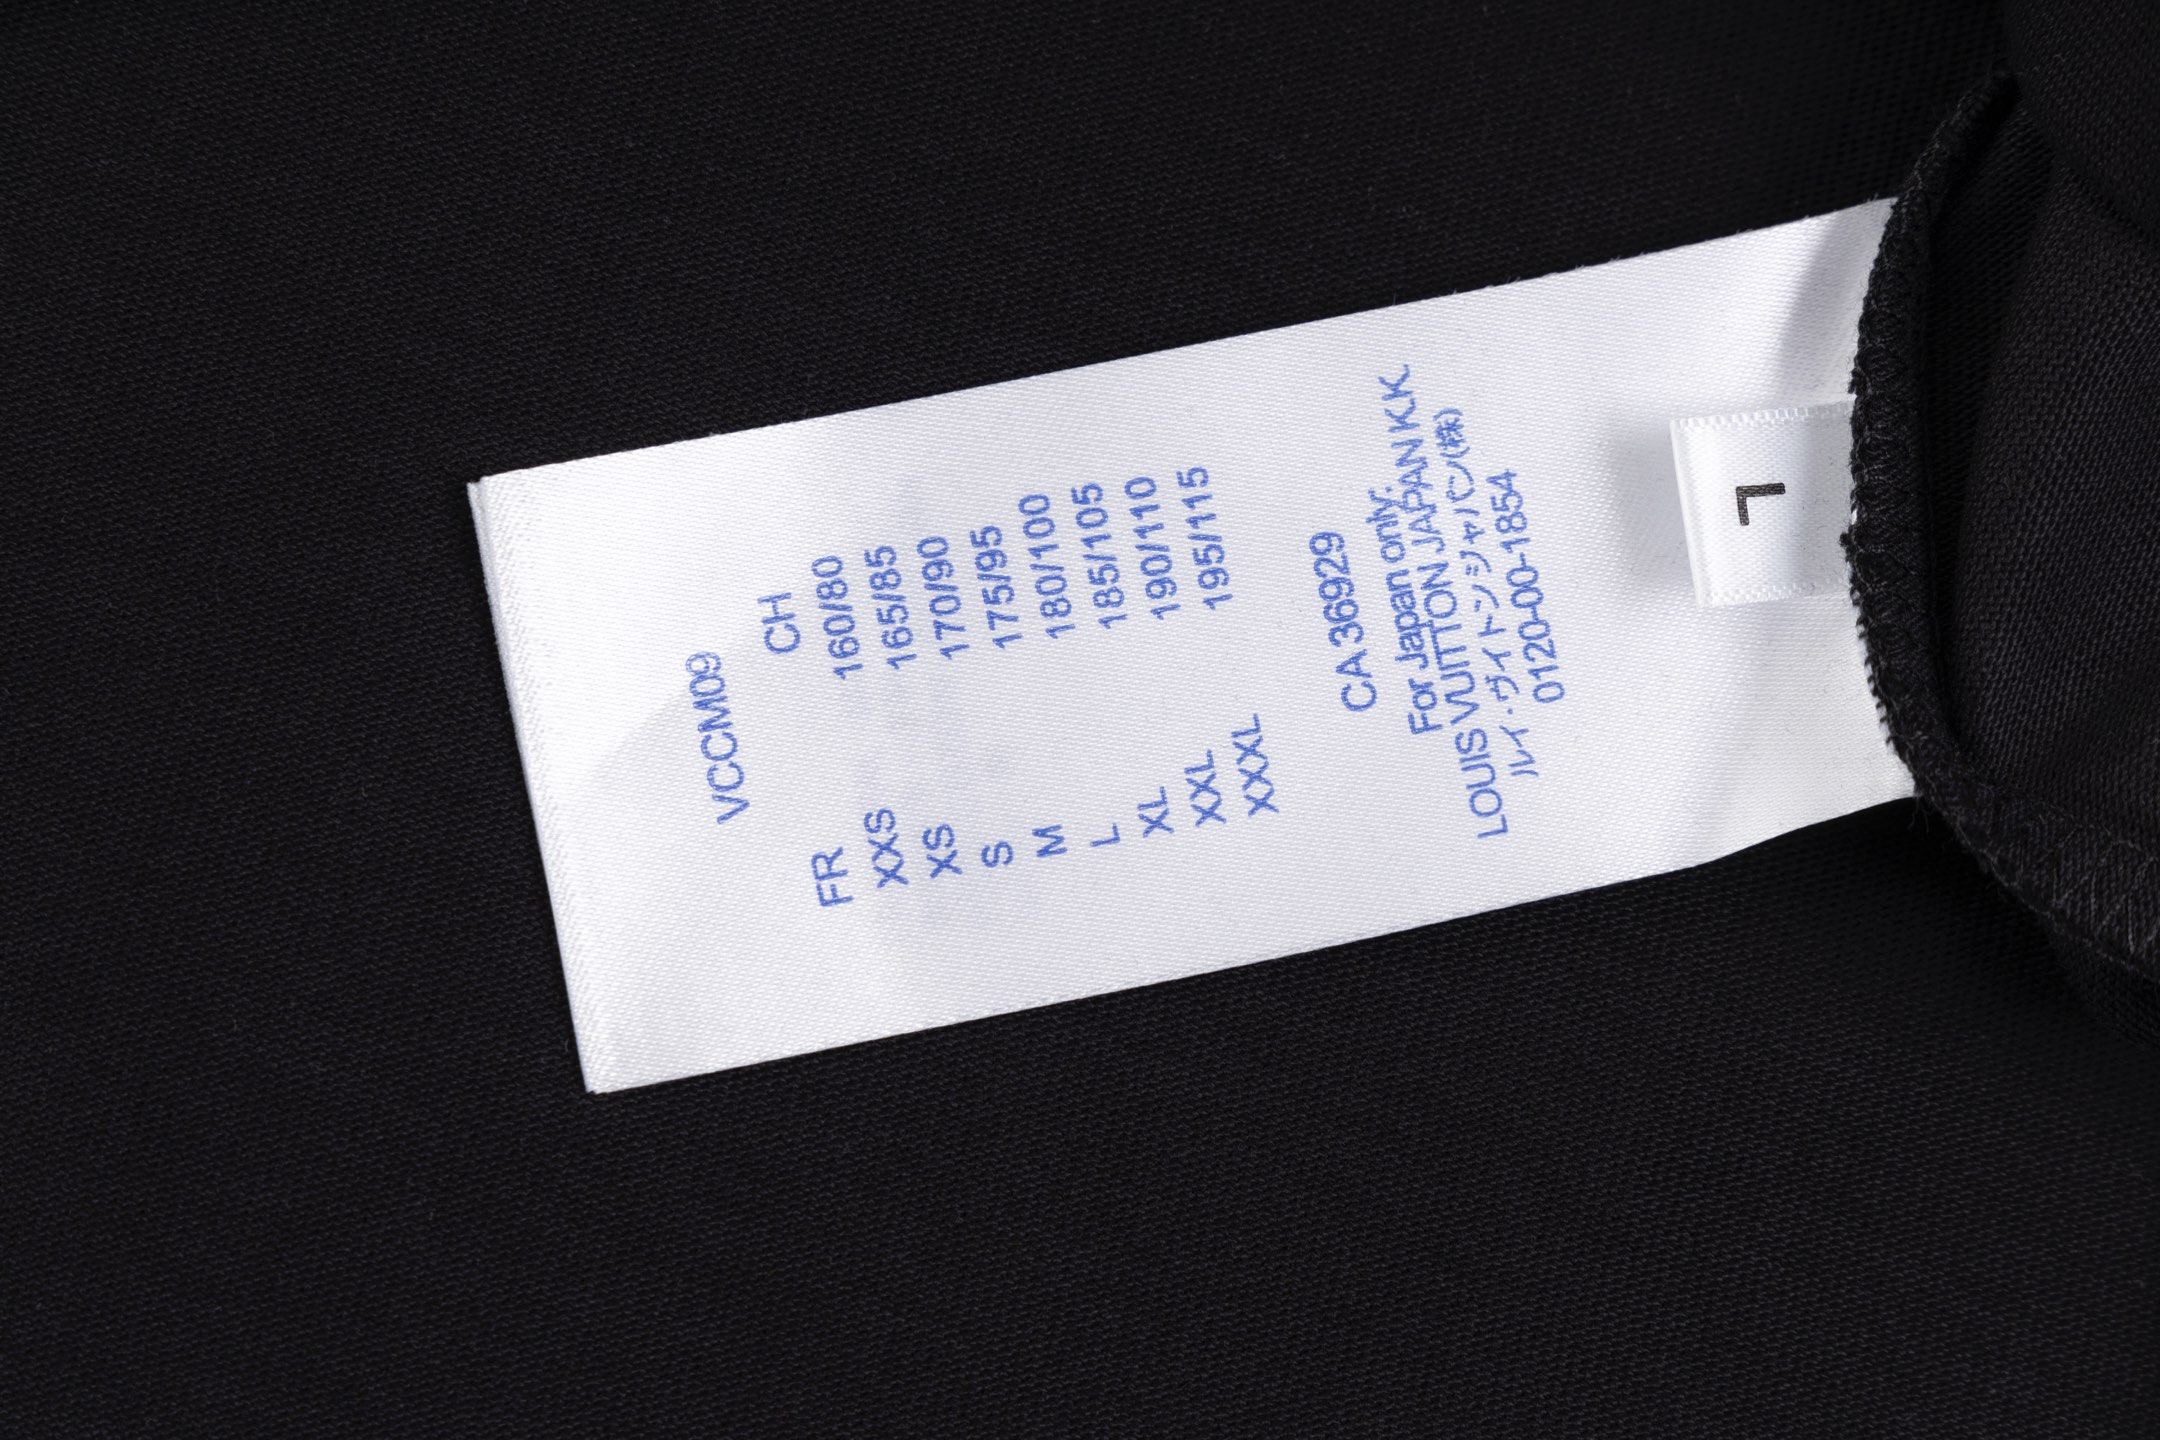 VCCM09
FR CH
XXS 160/80
XS 165/85
S 170/90
M 175/95
L 180/100
XL 185/105
XXL 190/110
XXXL 195/115
CA 36929
For Japan only:
LOUIS VUITTON JAPAN K.K.
ルイ・ヴイトンジャパン(株)
0120-00-1854
L